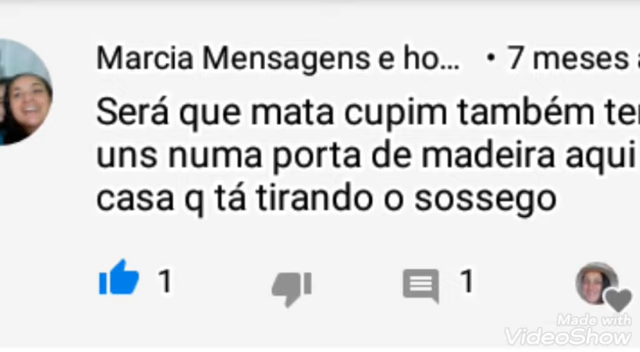 Marcia Mensagens e ho... • 7 meses
Será que mata cupim também
uns numa porta de madeira aqui
casa q tá tirando o sossego
1
1
Made with
VideoShow